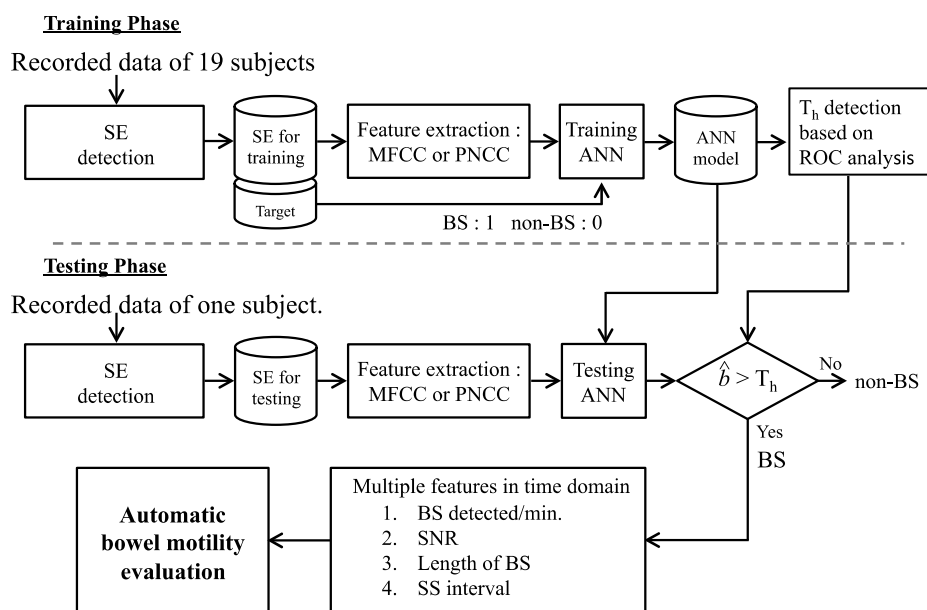 Training Phase
Recorded data of 19 subjects
SE
detection
SE for
training
Target
Feature extraction :
MFCC or PNCC
Training
ANN
ANN
model
Th detection
based on
ROC analysis
BS : 1 non-BS : 0
Testing Phase
Recorded data of one subject.
SE
detection
SE for
testing
Feature extraction :
MFCC or PNCC
Testing
ANN
b̂ > Th
No
non-BS
Yes
BS
Multiple features in time domain
1. BS detected/min.
2. SNR
3. Length of BS
4. SS interval
Automatic
bowel motility
evaluation